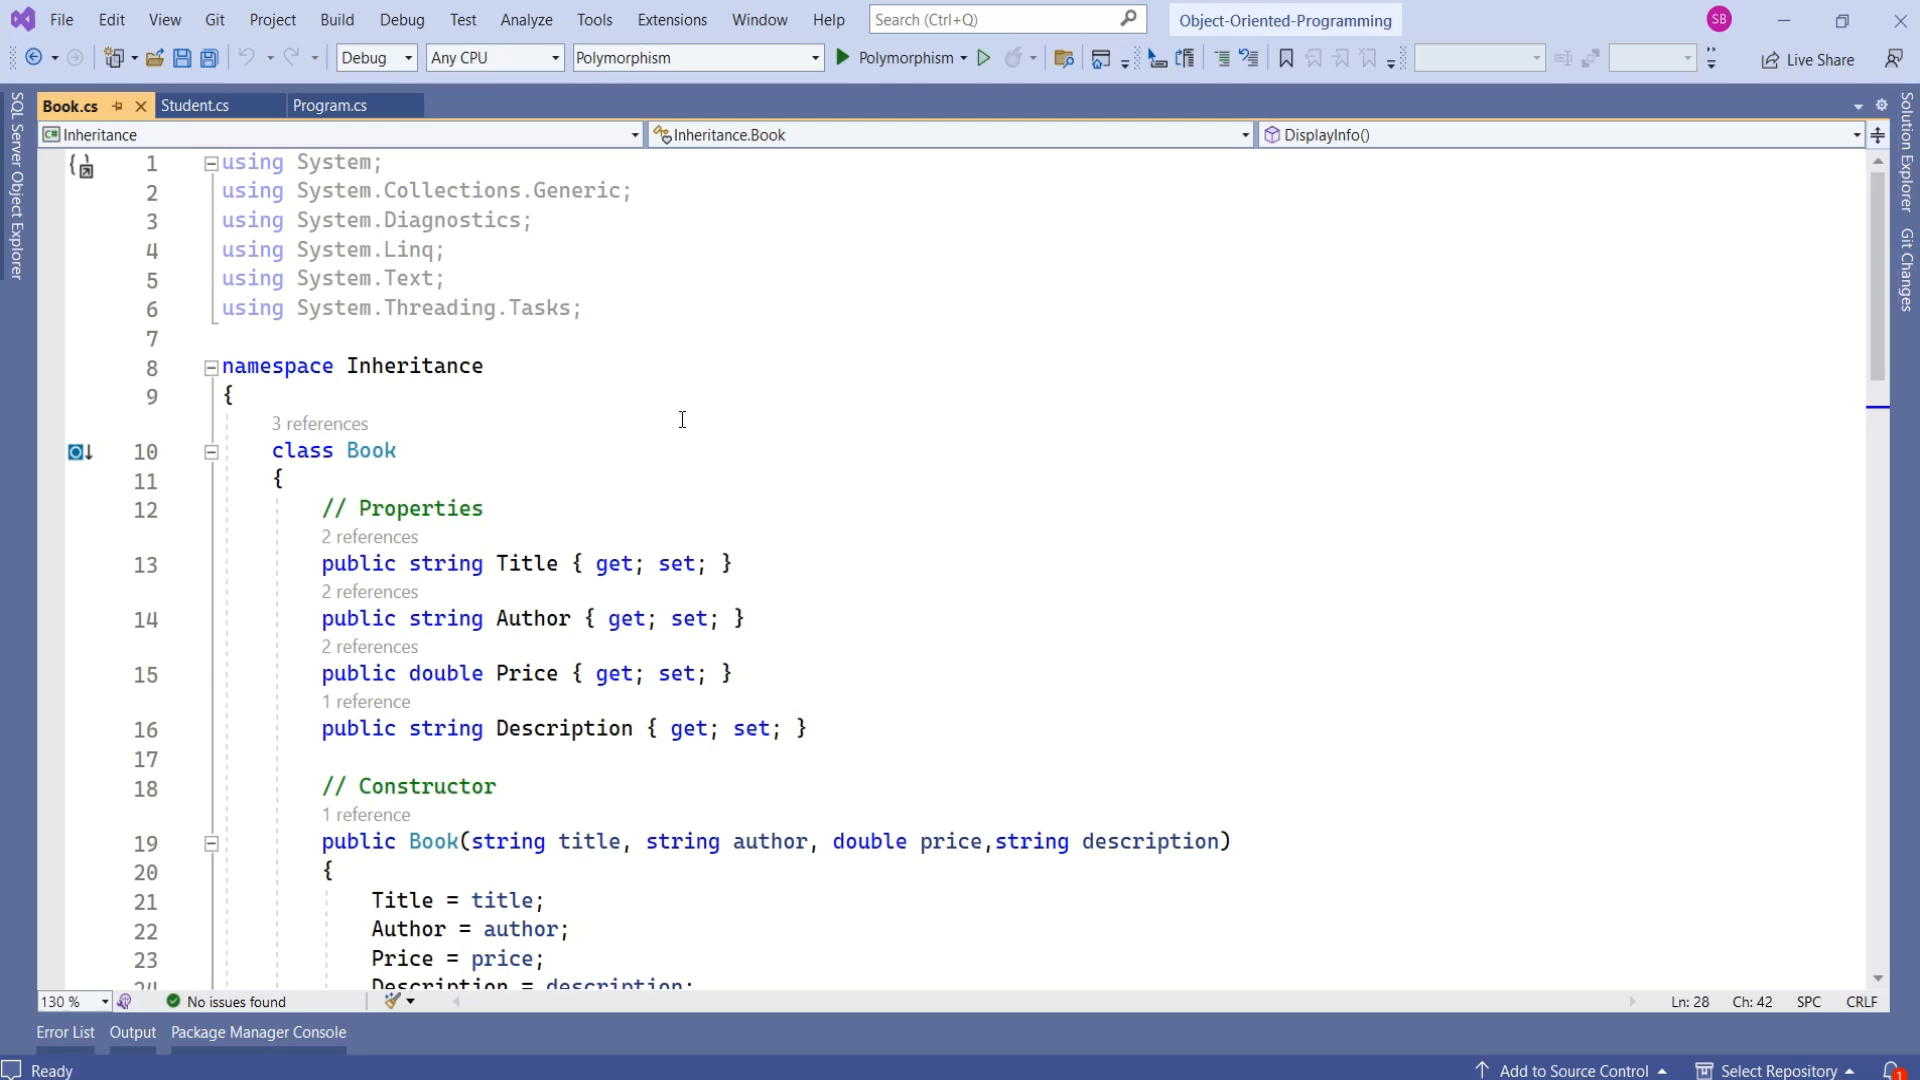 File Edit View Git Project Build Debug Test Analyze Tools Extensions Window Help Search (Ctrl+Q) Object-Oriented-Programming SB
Debug Any CPU Polymorphism Polymorphism Live Share
Book.cs Student.cs Program.cs
Inheritance Inheritance.Book DisplayInfo()
SQL Server Object Explorer
Solution Explorer
Git Changes
1 using System;
2 using System.Collections.Generic;
3 using System.Diagnostics;
4 using System.Linq;
5 using System.Text;
6 using System.Threading.Tasks;
7
8 namespace Inheritance
9 {
3 references
10 class Book
11 {
12 // Properties
2 references
13 public string Title { get; set; }
2 references
14 public string Author { get; set; }
2 references
15 public double Price { get; set; }
1 reference
16 public string Description { get; set; }
17
18 // Constructor
1 reference
19 public Book(string title, string author, double price,string description)
20 {
21 Title = title;
22 Author = author;
23 Price = price;
24 Description = description;
130 % No issues found Ln: 28 Ch: 42 SPC CRLF
Error List Output Package Manager Console
Ready Add to Source Control Select Repository 1